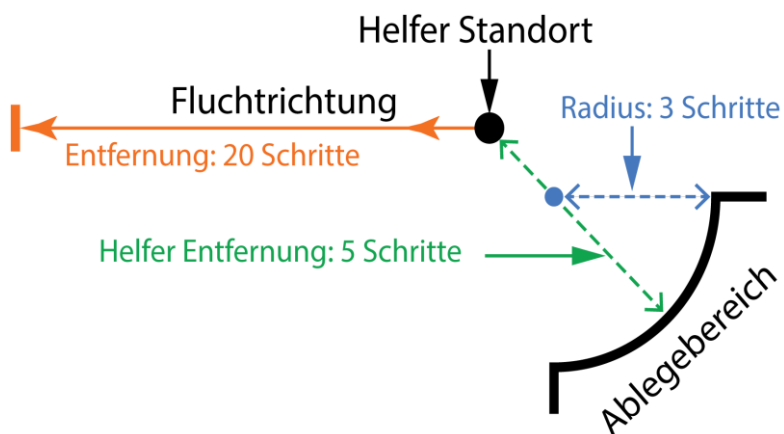 Helfer Standort
Fluchtrichtung
Radius: 3 Schritte
Entfernung: 20 Schritte
Helfer Entfernung: 5 Schritte
Ablegebereich